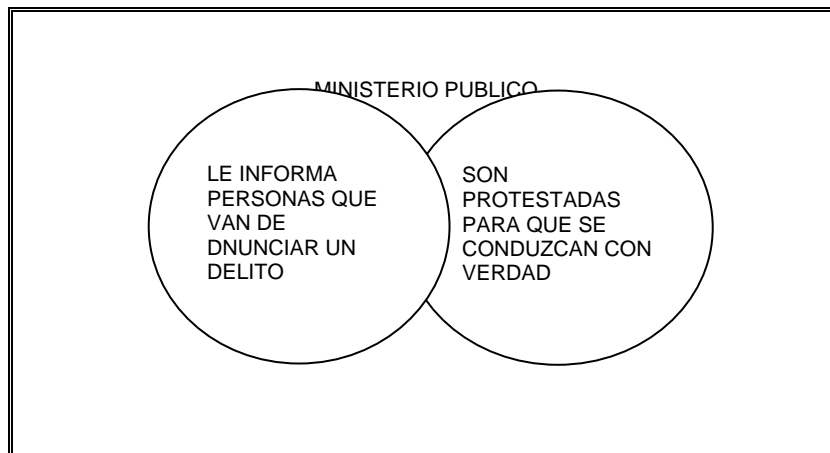 MINISTERIO PUBLICO
LE INFORMA
PERSONAS QUE
VAN DE
DNUNCIAR UN
DELITO
SON
PROTESTADAS
PARA QUE SE
CONDUZCAN CON
VERDAD